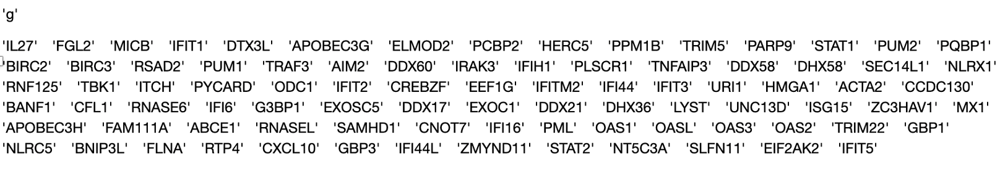 'g'
'IL27' 'FGL2' 'MICB' 'IFIT1' 'DTX3L' 'APOBEC3G' 'ELMOD2' 'PCBP2' 'HERC5' 'PPM1B' 'TRIM5' 'PARP9' 'STAT1' 'PUM2' 'PQBP1'
'BIRC2' 'BIRC3' 'RSAD2' 'PUM1' 'TRAF3' 'AIM2' 'DDX60' 'IRAK3' 'IFIH1' 'PLSCR1' 'TNFAIP3' 'DDX58' 'DHX58' 'SEC14L1' 'NLRX1'
'RNF125' 'TBK1' 'ITCH' 'PYCARD' 'ODC1' 'IFIT2' 'CREBZF' 'EEF1G' 'IFITM2' 'IFI44' 'IFIT3' 'URI1' 'HMGA1' 'ACTA2' 'CCDC130'
'BANF1' 'CFL1' 'RNASE6' 'IFI6' 'G3BP1' 'EXOSC5' 'DDX17' 'EXOC1' 'DDX21' 'DHX36' 'LYST' 'UNC13D' 'ISG15' 'ZC3HAV1' 'MX1'
'APOBEC3H' 'FAM111A' 'ABCE1' 'RNASEL' 'SAMHD1' 'CNOT7' 'IFI16' 'PML' 'OAS1' 'OASL' 'OAS3' 'OAS2' 'TRIM22' 'GBP1'
'NLRC5' 'BNIP3L' 'FLNA' 'RTP4' 'CXCL10' 'GBP3' 'IFI44L' 'ZMYND11' 'STAT2' 'NT5C3A' 'SLFN11' 'EIF2AK2' 'IFIT5'